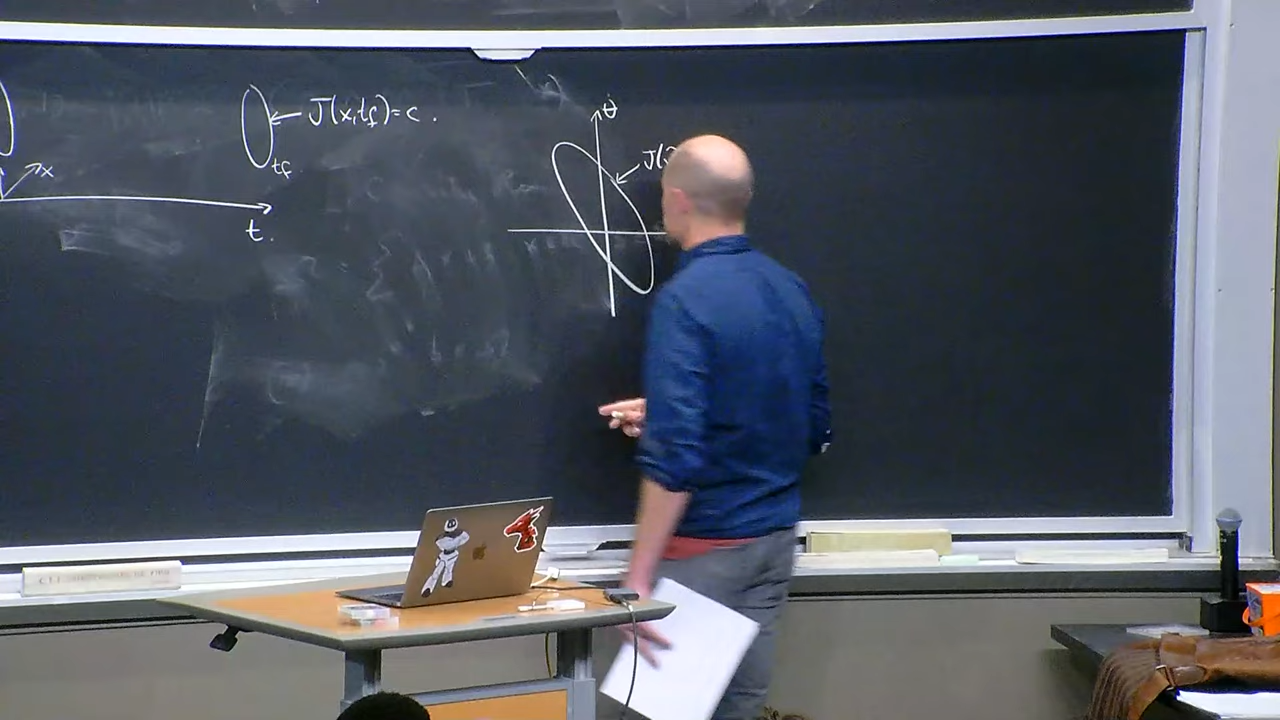 J(x,tf)=c.
tf
x
t.
θ̇
J(